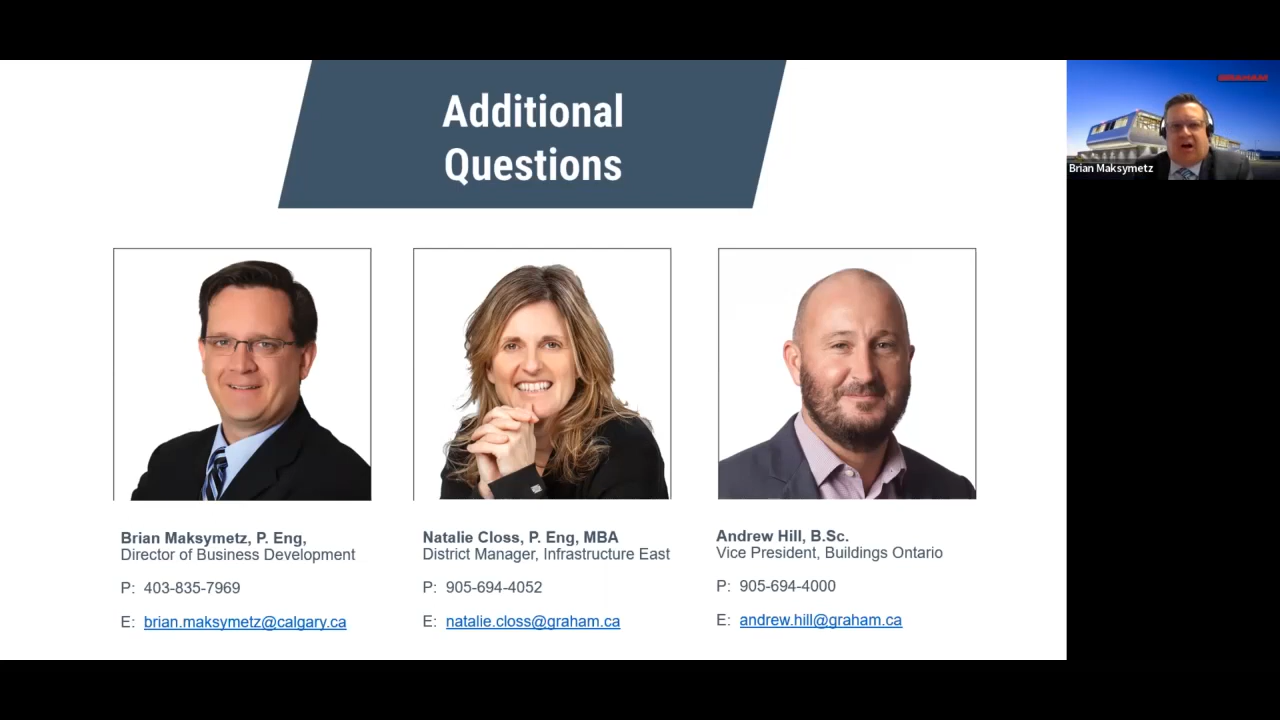 Additional
Questions
GRAHAM
Brian Maksymetz
Brian Maksymetz, P. Eng,
Director of Business Development
P: 403-835-7969
E: brian.maksymetz@calgary.ca
Natalie Closs, P. Eng, MBA
District Manager, Infrastructure East
P: 905-694-4052
E: natalie.closs@graham.ca
Andrew Hill, B.Sc.
Vice President, Buildings Ontario
P: 905-694-4000
E: andrew.hill@graham.ca